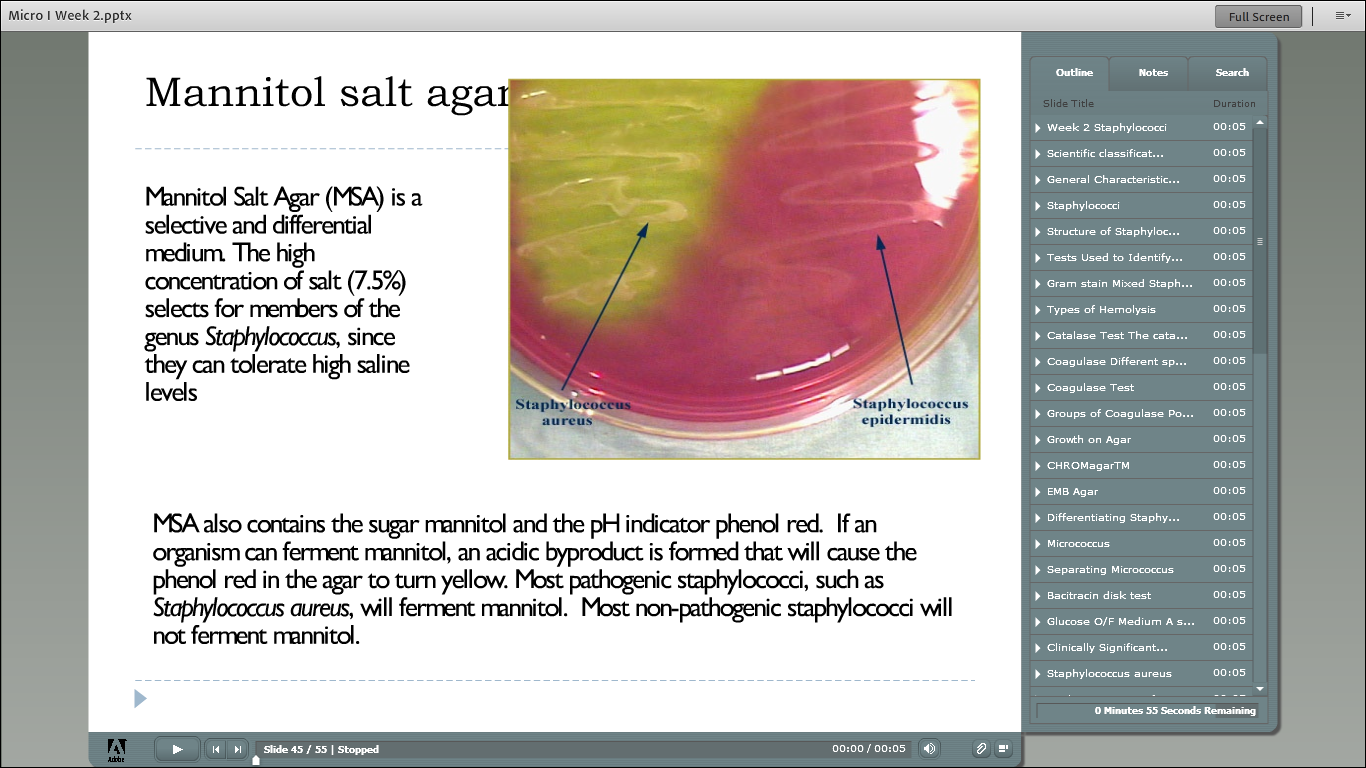 Micro I Week 2.pptx
Full Screen
Mannitol salt agar
Mannitol Salt Agar (MSA) is a
selective and differential
medium. The high
concentration of salt (7.5%)
selects for members of the
genus Staphylococcus, since
they can tolerate high saline
levels
Staphylococcus
aureus
Staphylococcus
epidermidis
MSA also contains the sugar mannitol and the pH indicator phenol red. If an
organism can ferment mannitol, an acidic byproduct is formed that will cause the
phenol red in the agar to turn yellow. Most pathogenic staphylococci, such as
Staphylococcus aureus, will ferment mannitol. Most non-pathogenic staphylococci will
not ferment mannitol.
Outline Notes Search
Slide Title Duration
Week 2 Staphylococci 00:05
Scientific classificat... 00:05
General Characteristic... 00:05
Staphylococci 00:05
Structure of Staphyloc... 00:05
Tests Used to Identify... 00:05
Gram stain Mixed Staph... 00:05
Types of Hemolysis 00:05
Catalase Test The cata... 00:05
Coagulase Different sp... 00:05
Coagulase Test 00:05
Groups of Coagulase Po... 00:05
Growth on Agar 00:05
CHROMagarTM 00:05
EMB Agar 00:05
Differentiating Staphy... 00:05
Micrococcus 00:05
Separating Micrococcus 00:05
Bacitracin disk test 00:05
Glucose O/F Medium A s... 00:05
Clinically Significant... 00:05
Staphylococcus aureus 00:05
0 Minutes 55 Seconds Remaining
Adobe
Slide 45 / 55 | Stopped 00:00 / 00:05